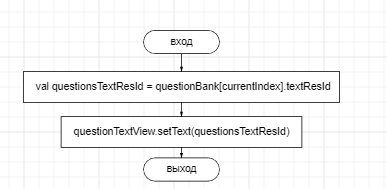 вход
val questionsTextResId = questionBank[currentIndex].textResId
questionTextView.setText(questionsTextResId)
выход